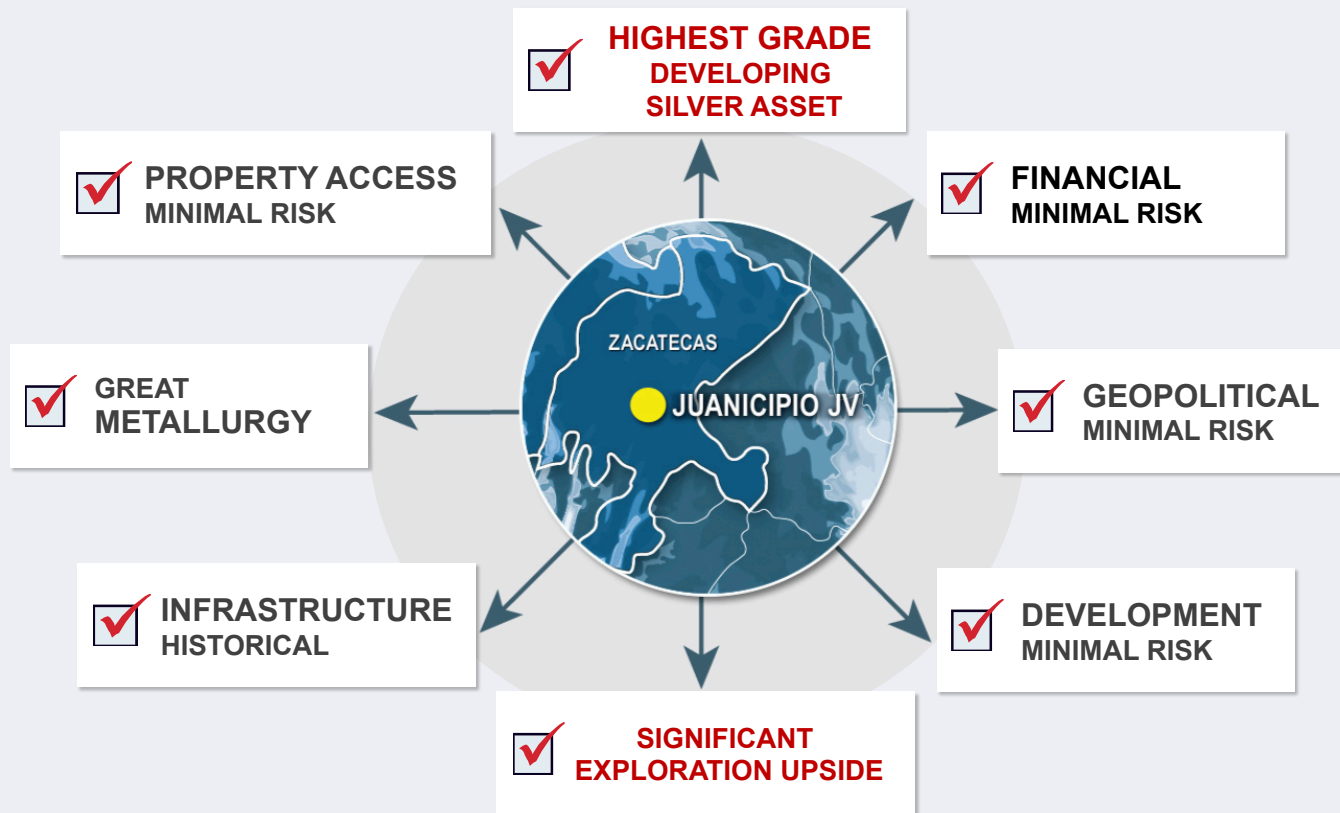 HIGHEST GRADE
DEVELOPING
SILVER ASSET
PROPERTY ACCESS
MINIMAL RISK
FINANCIAL
MINIMAL RISK
ZACATECAS
JUANICIPIO JV
GREAT
METALLURGY
GEOPOLITICAL
MINIMAL RISK
INFRASTRUCTURE
HISTORICAL
DEVELOPMENT
MINIMAL RISK
SIGNIFICANT
EXPLORATION UPSIDE